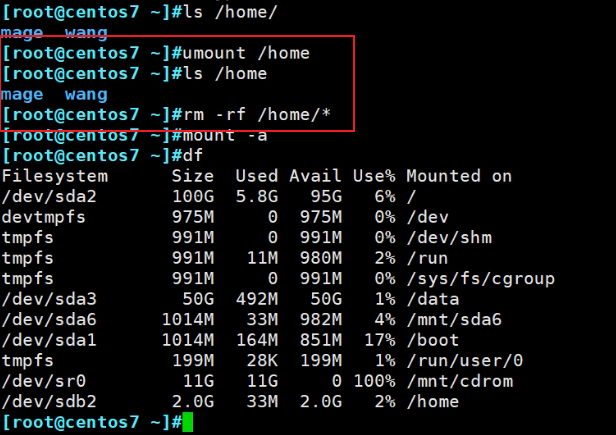 [root@centos7 ~]#ls /home/
mage  wang
[root@centos7 ~]#umount /home
[root@centos7 ~]#ls /home
mage  wang
[root@centos7 ~]#rm -rf /home/*
[root@centos7 ~]#mount -a
[root@centos7 ~]#df
Filesystem      Size  Used Avail Use% Mounted on
/dev/sda2       100G  5.8G   95G   6% /
devtmpfs        975M     0  975M   0% /dev
tmpfs           991M     0  991M   0% /dev/shm
tmpfs           991M   11M  980M   2% /run
tmpfs           991M     0  991M   0% /sys/fs/cgroup
/dev/sda3        50G  492M   50G   1% /data
/dev/sda6      1014M   33M  982M   4% /mnt/sda6
/dev/sda1      1014M  164M  851M  17% /boot
tmpfs           199M   28K  199M   1% /run/user/0
/dev/sr0         11G   11G     0 100% /mnt/cdrom
/dev/sdb2       2.0G   33M  2.0G   2% /home
[root@centos7 ~]#